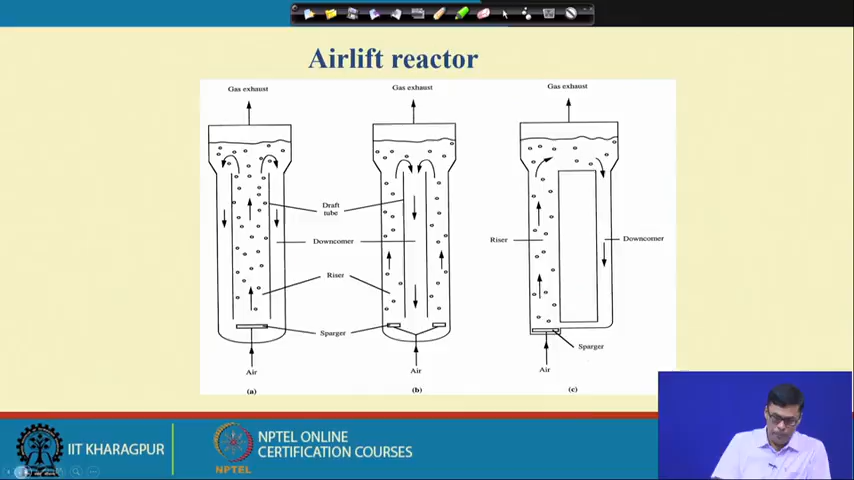 Airlift reactor
Gas exhaust
Gas exhaust
Gas exhaust
Draft
tube
Downcomer
Riser
Sparger
Riser
Downcomer
Sparger
Air
Air
Air
(a)
(b)
(c)
IIT KHARAGPUR
NPTEL
NPTEL ONLINE
CERTIFICATION COURSES